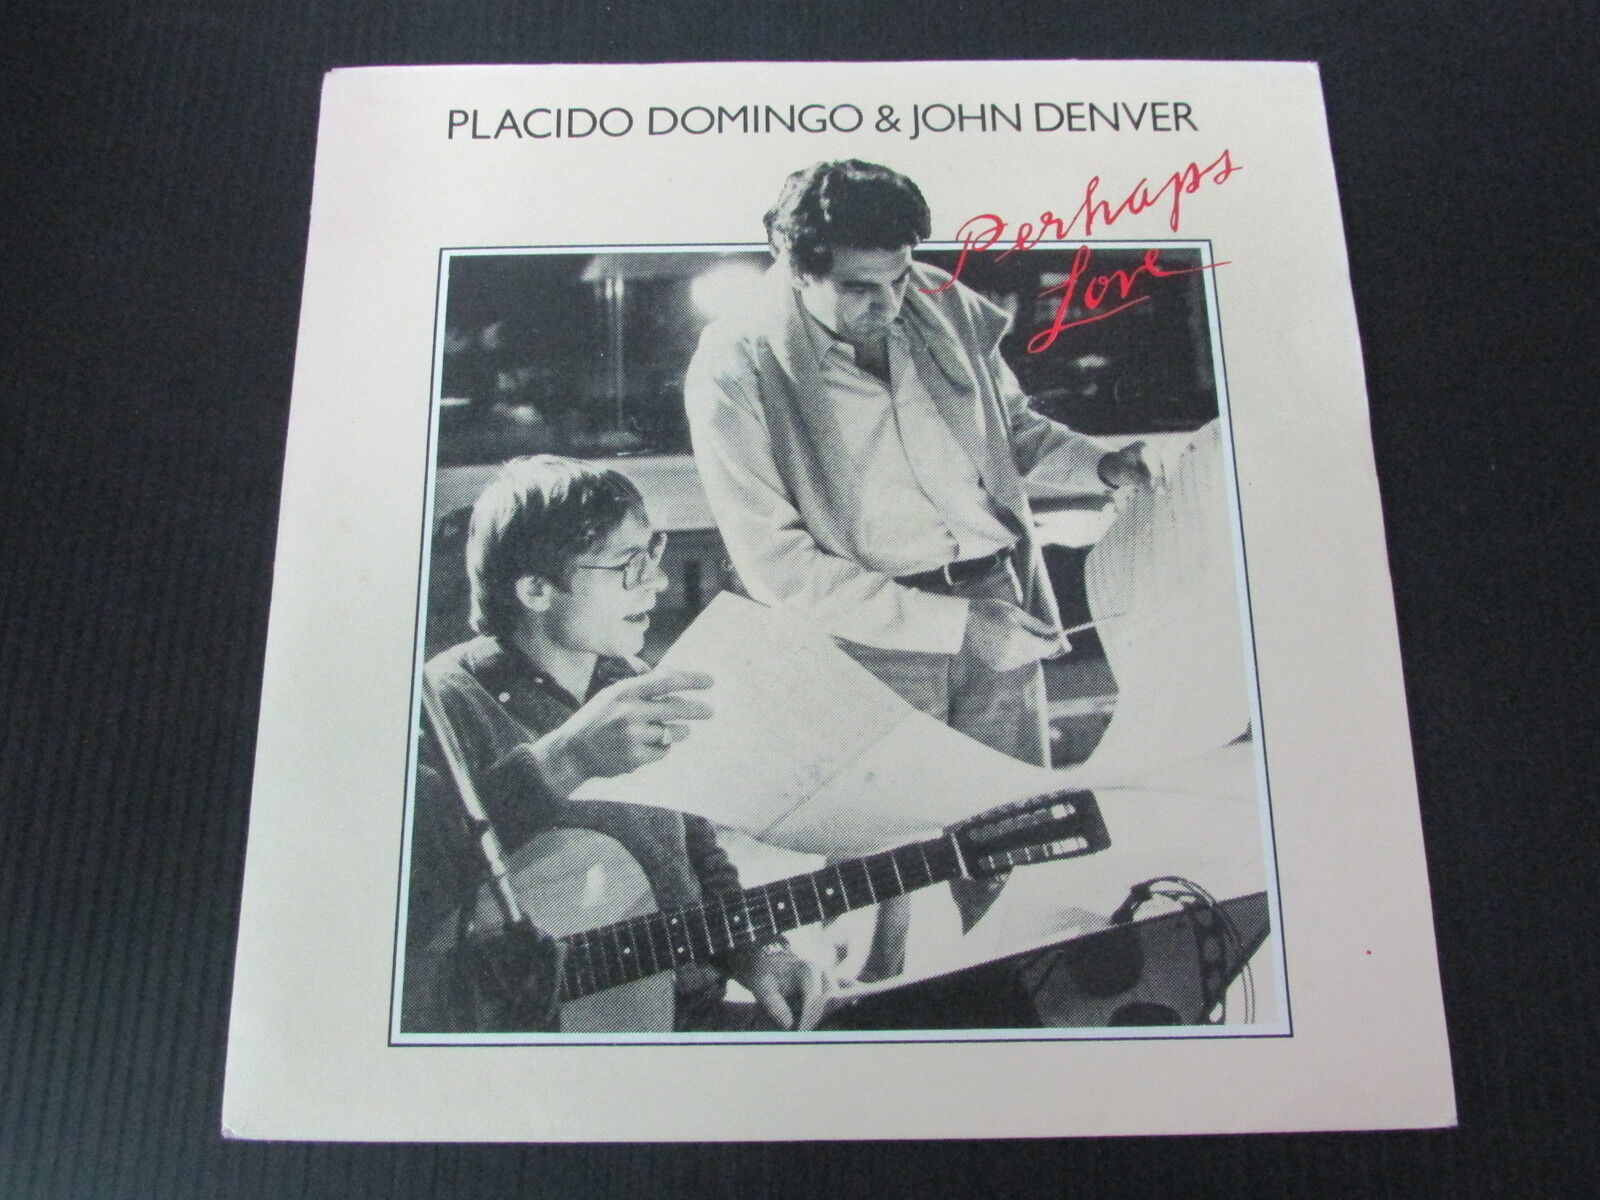 PLACIDO DOMINGO & JOHN DENVER
Perhaps
Love